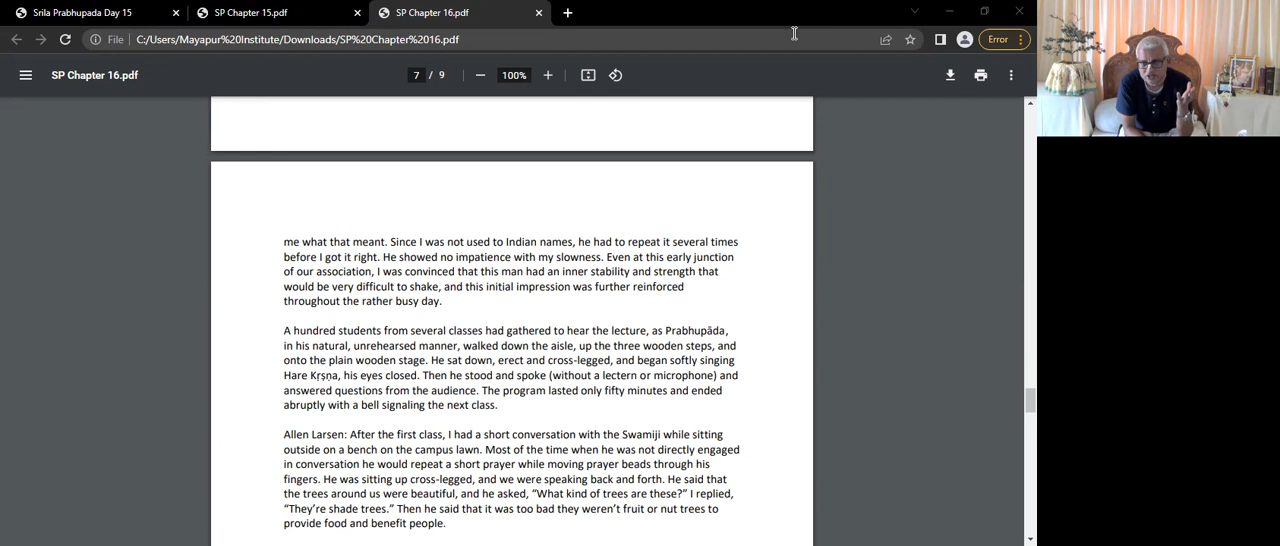 Srila Prabhupada Day 15
SP Chapter 15.pdf
SP Chapter 16.pdf
File
C:/Users/Mayapur%20Institute/Downloads/SP%20Chapter%2016.pdf
Error
SP Chapter 16.pdf
7 / 9
100%
me what that meant. Since I was not used to Indian names, he had to repeat it several times
before I got it right. He showed no impatience with my slowness. Even at this early junction
of our association, I was convinced that this man had an inner stability and strength that
would be very difficult to shake, and this initial impression was further reinforced
throughout the rather busy day.
A hundred students from several classes had gathered to hear the lecture, as Prabhupāda,
in his natural, unrehearsed manner, walked down the aisle, up the three wooden steps, and
onto the plain wooden stage. He sat down, erect and cross-legged, and began softly singing
Hare Kṛṣṇa, his eyes closed. Then he stood and spoke (without a lectern or microphone) and
answered questions from the audience. The program lasted only fifty minutes and ended
abruptly with a bell signaling the next class.
Allen Larsen: After the first class, I had a short conversation with the Swamiji while sitting
outside on a bench on the campus lawn. Most of the time when he was not directly engaged
in conversation he would repeat a short prayer while moving prayer beads through his
fingers. He was sitting up cross-legged, and we were speaking back and forth. He said that
the trees around us were beautiful, and he asked, “What kind of trees are these?” I replied,
“They’re shade trees.” Then he said that it was too bad they weren’t fruit or nut trees to
provide food and benefit people.